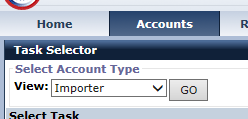 Home Accounts R
Task Selector
Select Account Type
View: Importer GO
Select Task